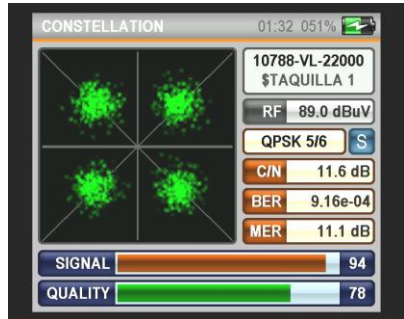 CONSTELLATION 01:32 051%
10788-VL-22000
$TAQUILLA 1
RF 89.0 dBuV
QPSK 5/6 S
C/N 11.6 dB
BER 9.16e-04
MER 11.1 dB
SIGNAL 94
QUALITY 78